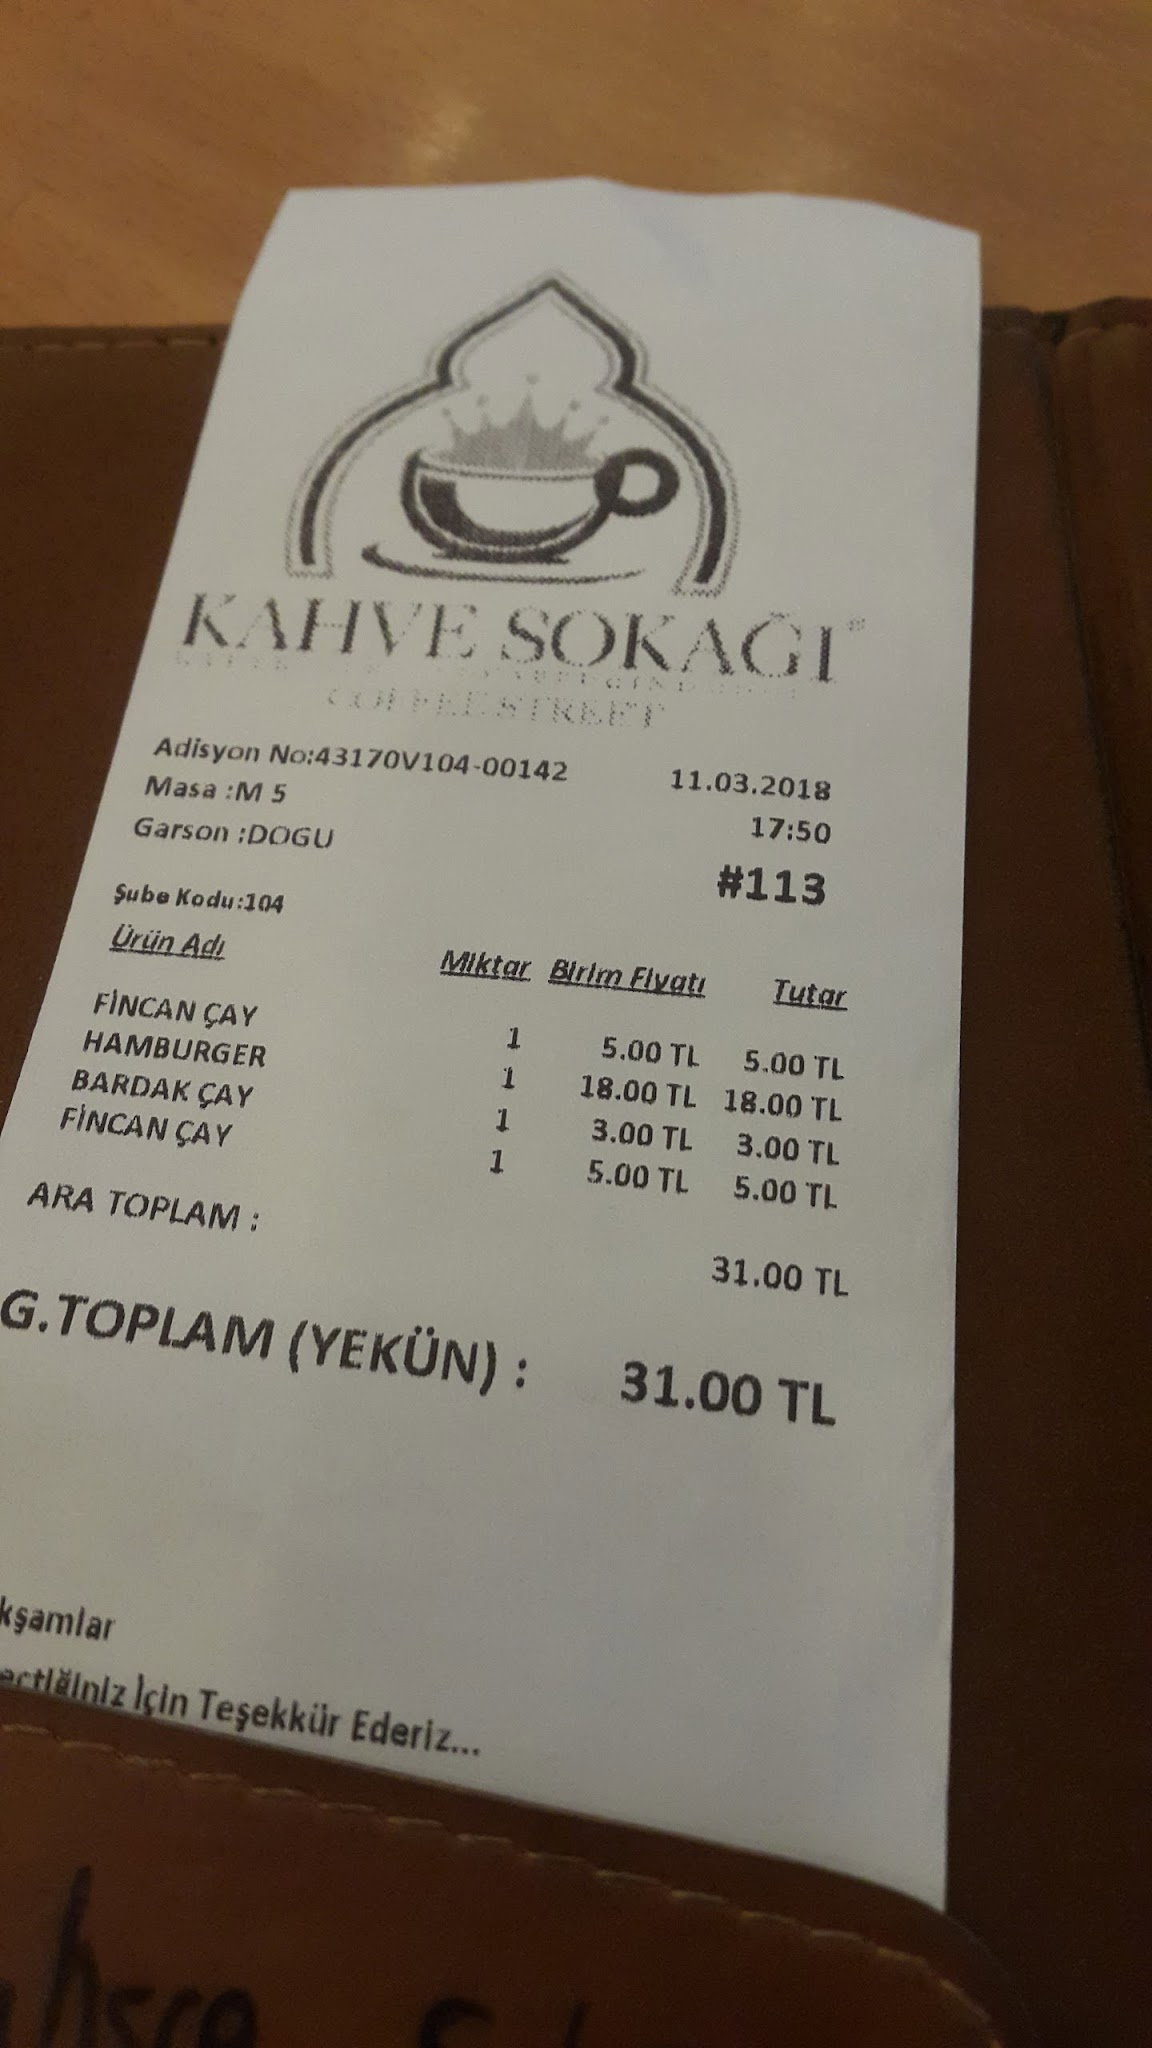 KAHVE SOKAĞI®
COFFEE STREET
Adisyon No:43170V104-00142 11.03.2018
Masa :M 5 17:50
Garson :DOGU #113
Şube Kodu:104
Ürün Adı Miktar Birim Fiyatı Tutar
FİNCAN ÇAY 1 5.00 TL 5.00 TL
HAMBURGER 1 18.00 TL 18.00 TL
BARDAK ÇAY 1 3.00 TL 3.00 TL
FİNCAN ÇAY 1 5.00 TL 5.00 TL
ARA TOPLAM : 31.00 TL
G.TOPLAM (YEKÜN) : 31.00 TL
kşamlar
İçin Teşekkür Ederiz...